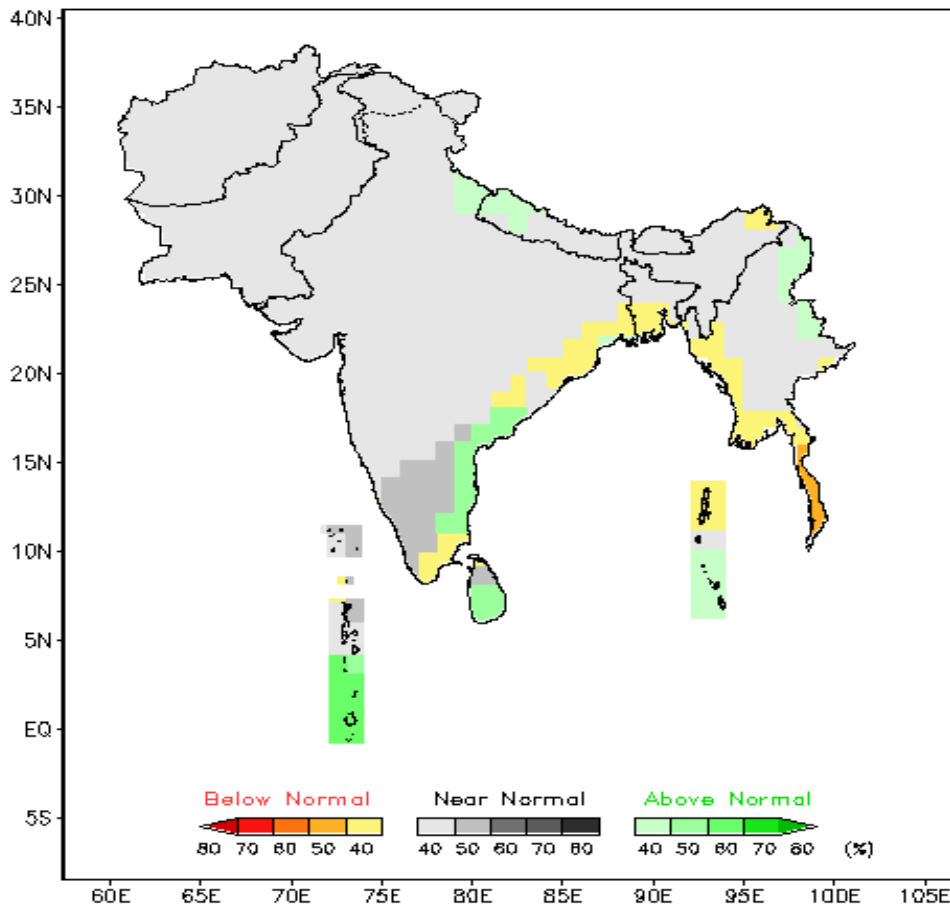 40N
35N
30N
25N
20N
15N
10N
5N
EQ
5S
Below Normal Near Normal Above Normal
80 70 60 50 40 40 50 60 70 80 40 50 60 70 80 (%)
60E 65E 70E 75E 80E 85E 90E 95E 100E 105E